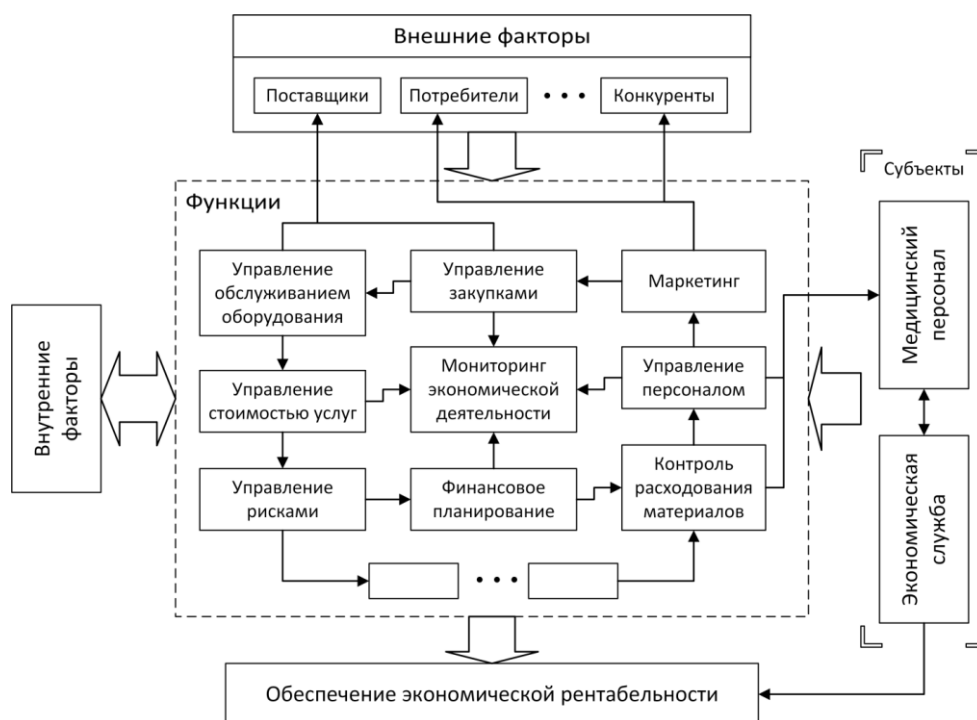 Внешние факторы
Поставщики
Потребители
• • •
Конкуренты
Субъекты
Функции
Управление
обслуживанием
оборудования
Управление
закупками
Маркетинг
Медицинский
персонал
Внутренние
факторы
Управление
стоимостью услуг
Мониторинг
экономической
деятельности
Управление
персоналом
Управление
рисками
Финансовое
планирование
Контроль
расходования
материалов
Экономическая
служба
• • •
Обеспечение экономической рентабельности